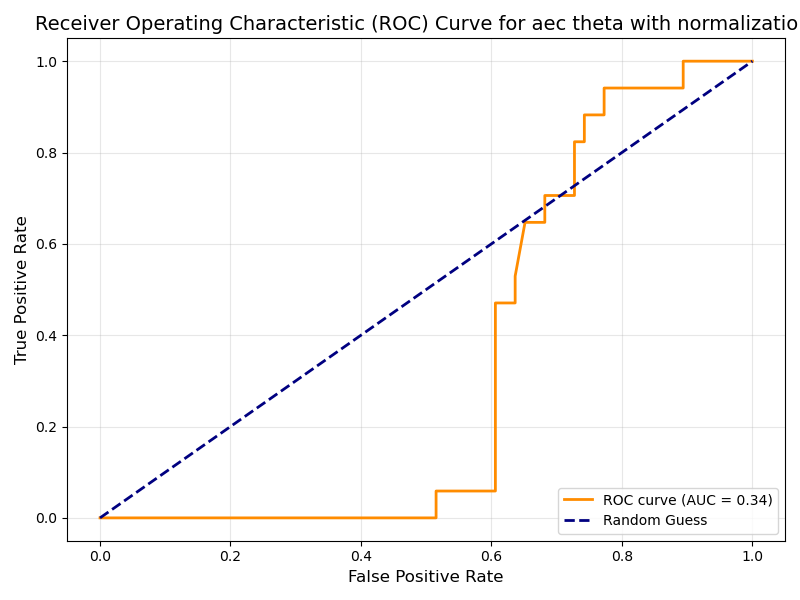 Receiver Operating Characteristic (ROC) Curve for aec theta with normalizatio
1.0
0.8
0.6
0.4
0.2
0.0
True Positive Rate
ROC curve (AUC = 0.34)
Random Guess
0.0 0.2 0.4 0.6 0.8 1.0
False Positive Rate